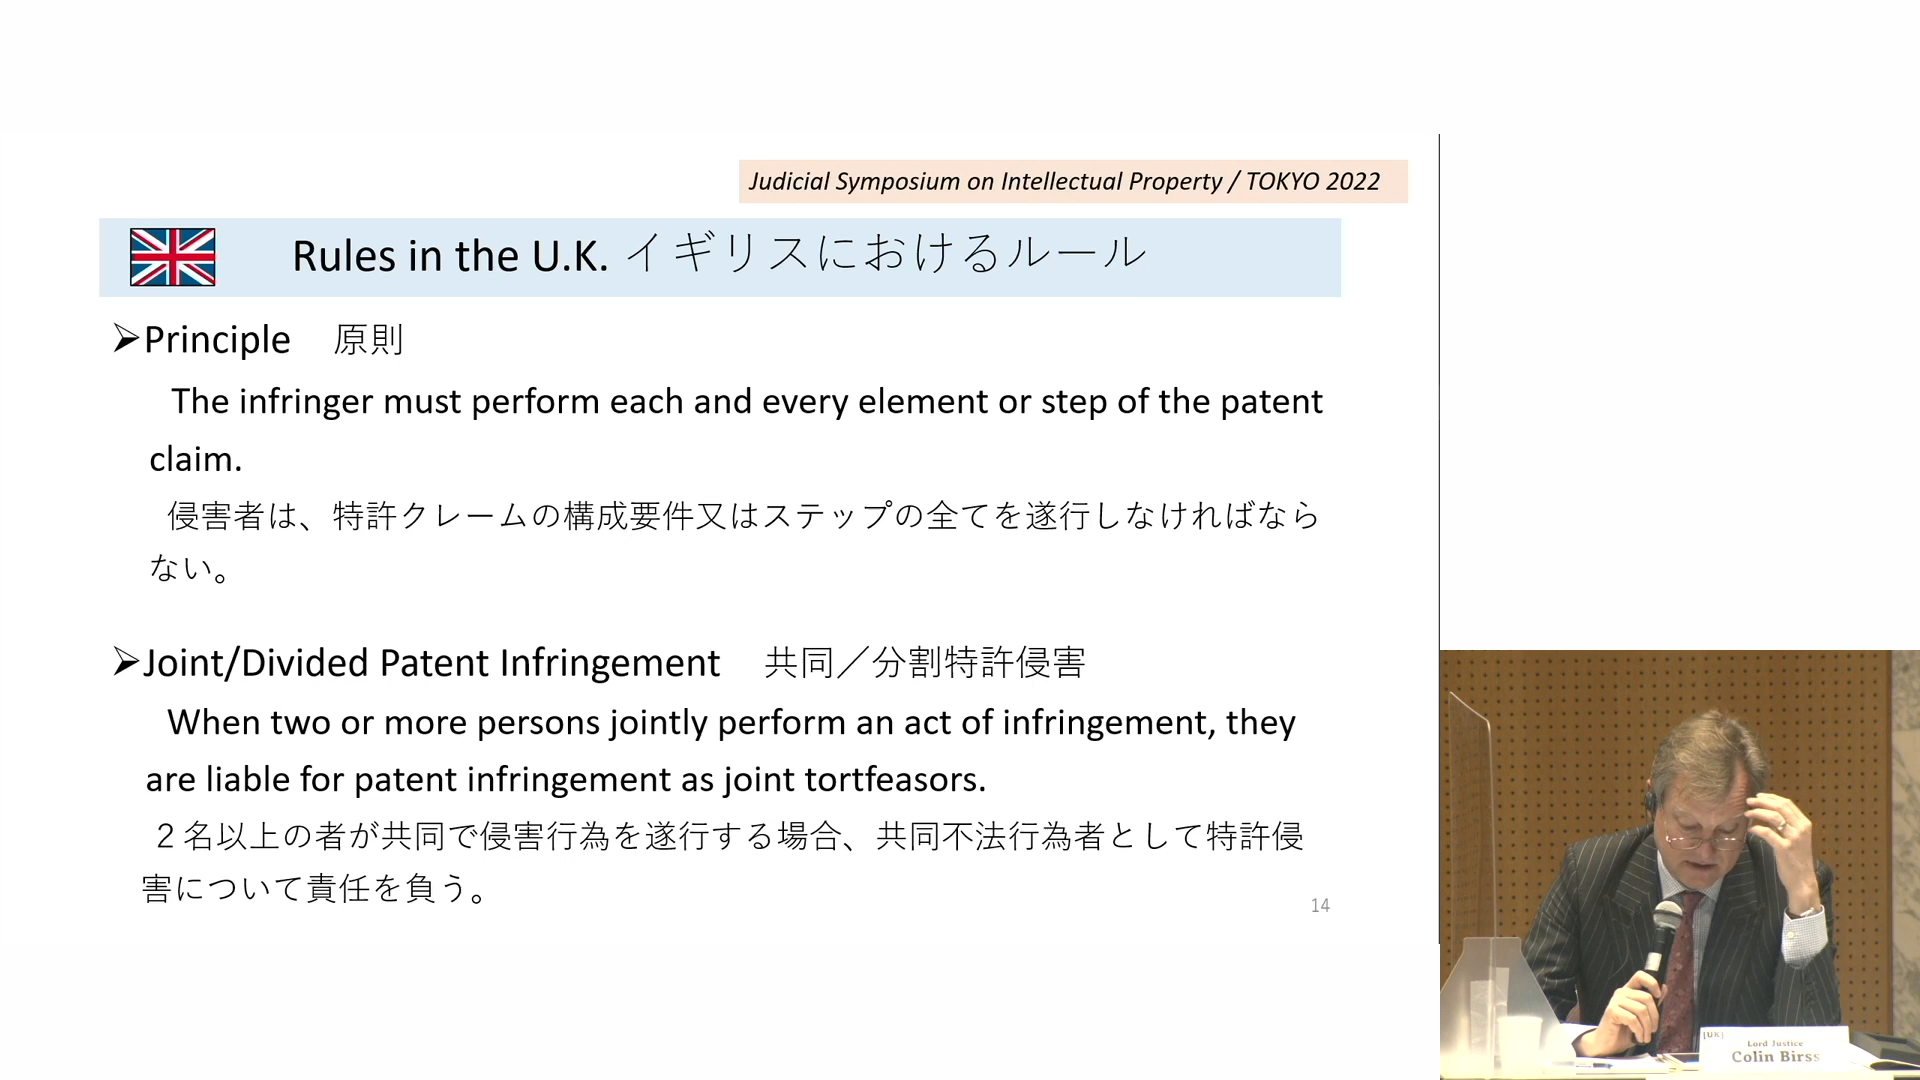 Judicial Symposium on Intellectual Property / TOKYO 2022
Rules in the U.K. イギリスにおけるルール
➢Principle 原則
The infringer must perform each and every element or step of the patent
claim.
侵害者は、特許クレームの構成要件又はステップの全てを遂行しなければなら
ない。
➢Joint/Divided Patent Infringement 共同／分割特許侵害
When two or more persons jointly perform an act of infringement, they
are liable for patent infringement as joint tortfeasors.
２名以上の者が共同で侵害行為を遂行する場合、共同不法行為者として特許侵
害について責任を負う。
14
[UK]
Lord Justice
Colin Birss